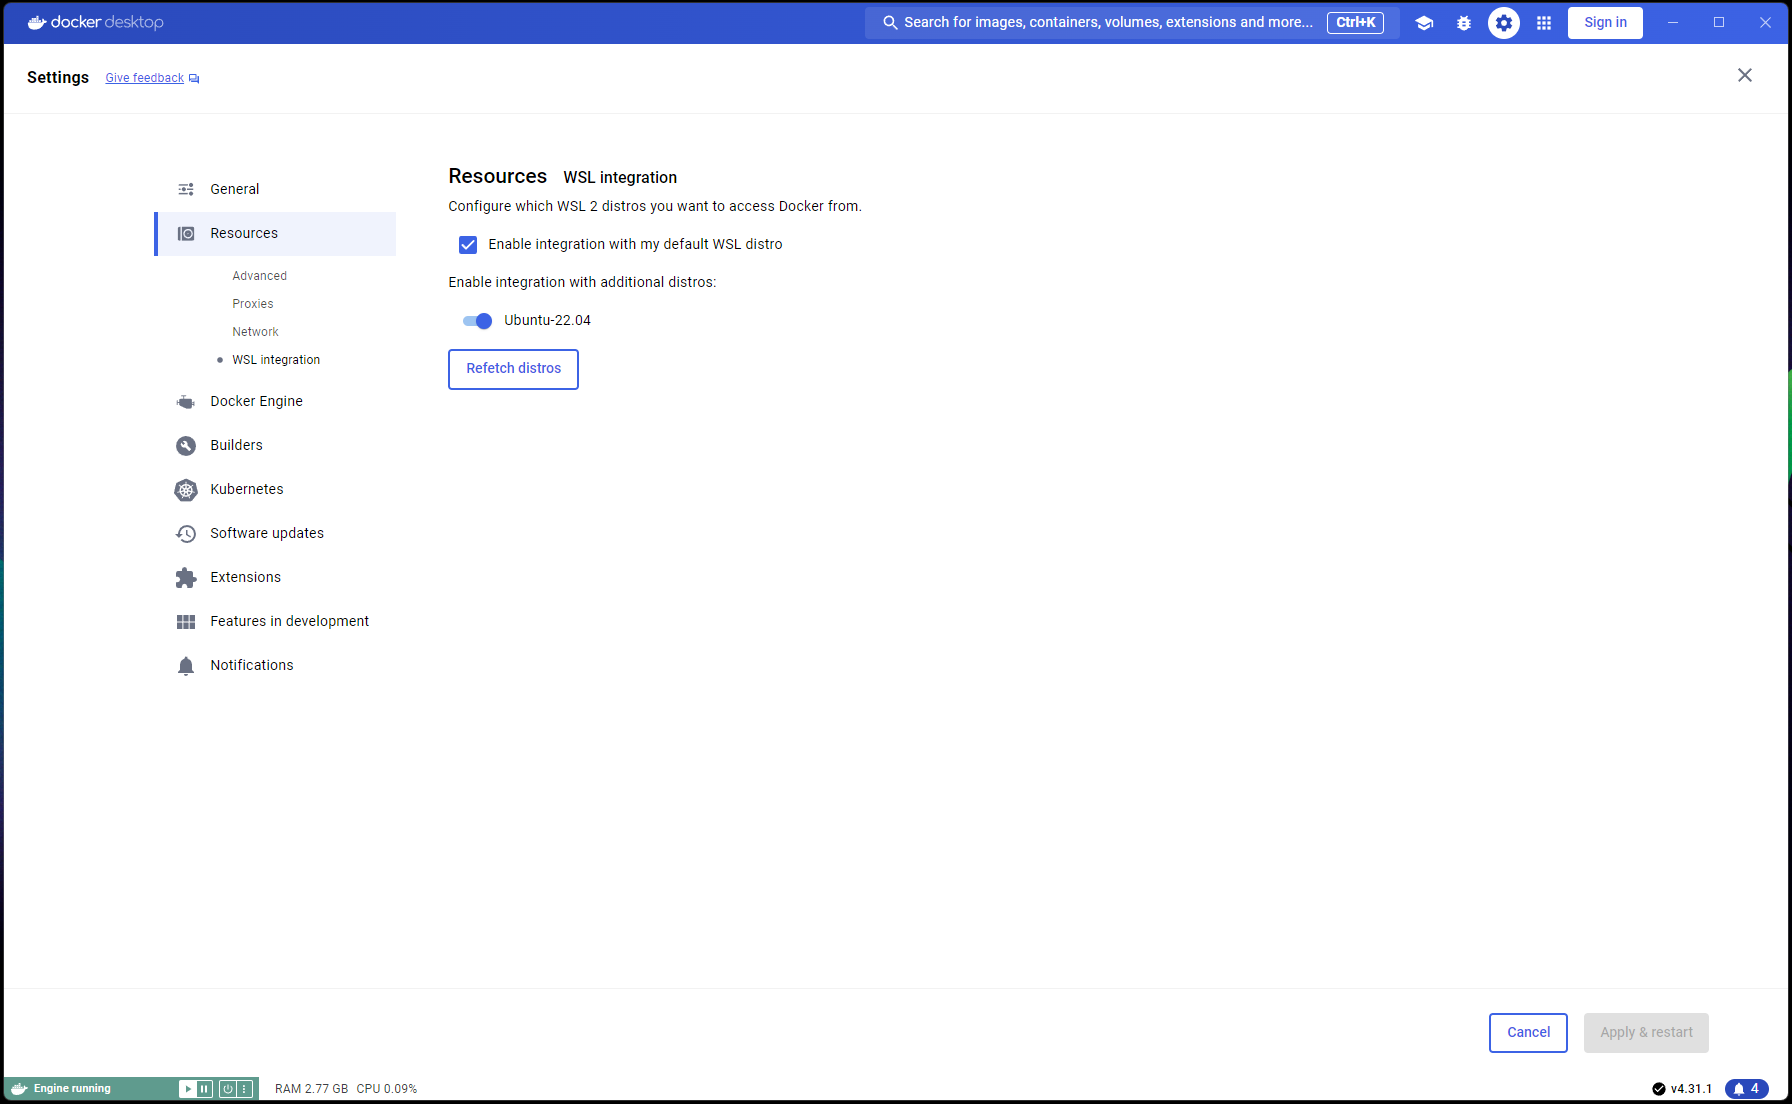 docker desktop
Search for images, containers, volumes, extensions and more... Ctrl+K
Sign in
Settings Give feedback
General
Resources
Advanced
Proxies
Network
WSL integration
Docker Engine
Builders
Kubernetes
Software updates
Extensions
Features in development
Notifications
Resources WSL integration
Configure which WSL 2 distros you want to access Docker from.
Enable integration with my default WSL distro
Enable integration with additional distros:
Ubuntu-22.04
Refetch distros
Cancel Apply & restart
Engine running RAM 2.77 GB CPU 0.09% v4.31.1 4